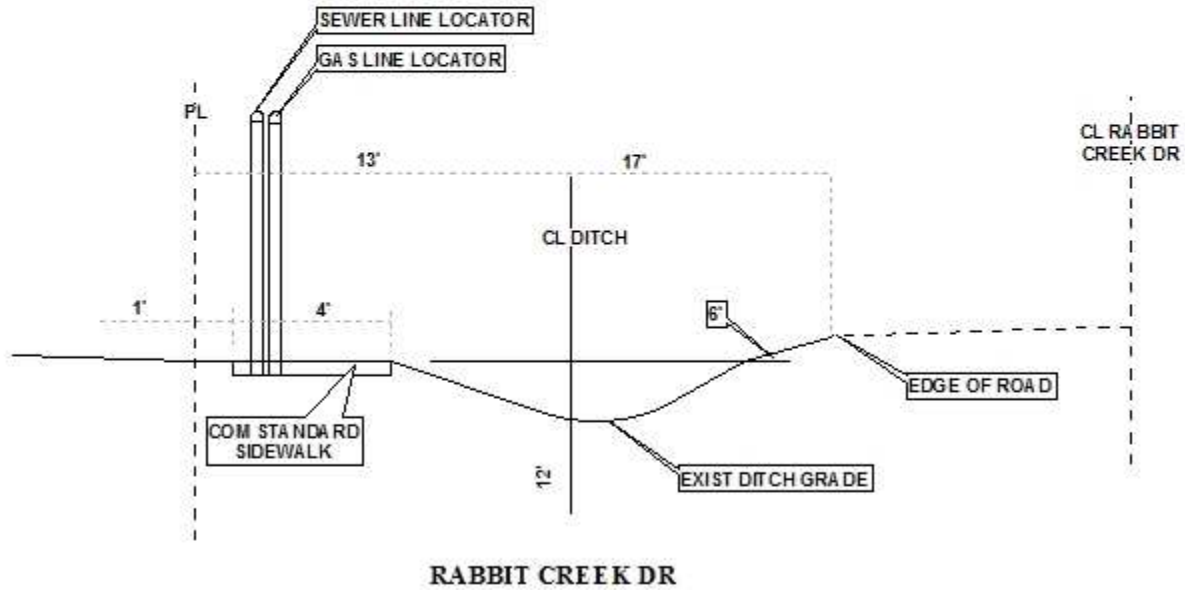 SEWER LINE LOCATOR
GAS LINE LOCATOR
PL
CL RABBIT
CREEK DR
13'
17'
CL DITCH
1'
4'
6"
EDGE OF ROAD
COM STANDARD
SIDEWALK
EXIST DITCH GRADE
12'
RABBIT CREEK DR